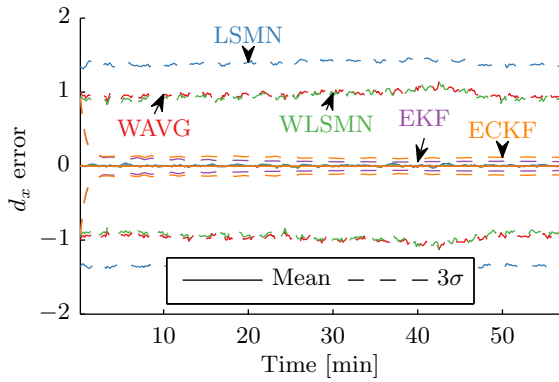 2
LSMN
1
WAVG
WLSMN
EKF
ECKF
0
−1
Mean
3σ
−2
10
20
30
40
50
Time [min]
d_x error